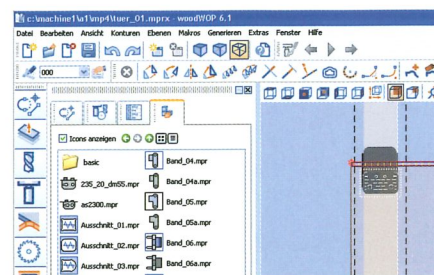 c:\machine1\a1\mp4\tuer_01.mprx - woodWOP 6.1
Datei Bearbeiten Ansicht Konturen Ebenen Makros Generieren Extras Fenster Hilfe
000
Icons anzeigen
basic Band_04.mpr
235_20_dm55.mpr Band_04a.mpr
as2300.mpr Band_05.mpr
Ausschnitt_01.mpr Band_05a.mpr
Ausschnitt_02.mpr Band_06.mpr
Ausschnitt_03.mpr Band_06a.mpr